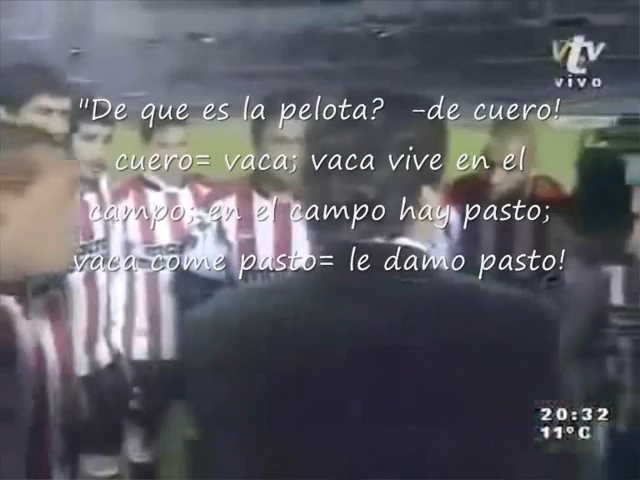 VTV
vivo
"De que es la pelota? -de cuero!
cuero= vaca; vaca vive en el
campo; en el campo hay pasto;
vaca come pasto= le damo pasto!
20:32
11°C